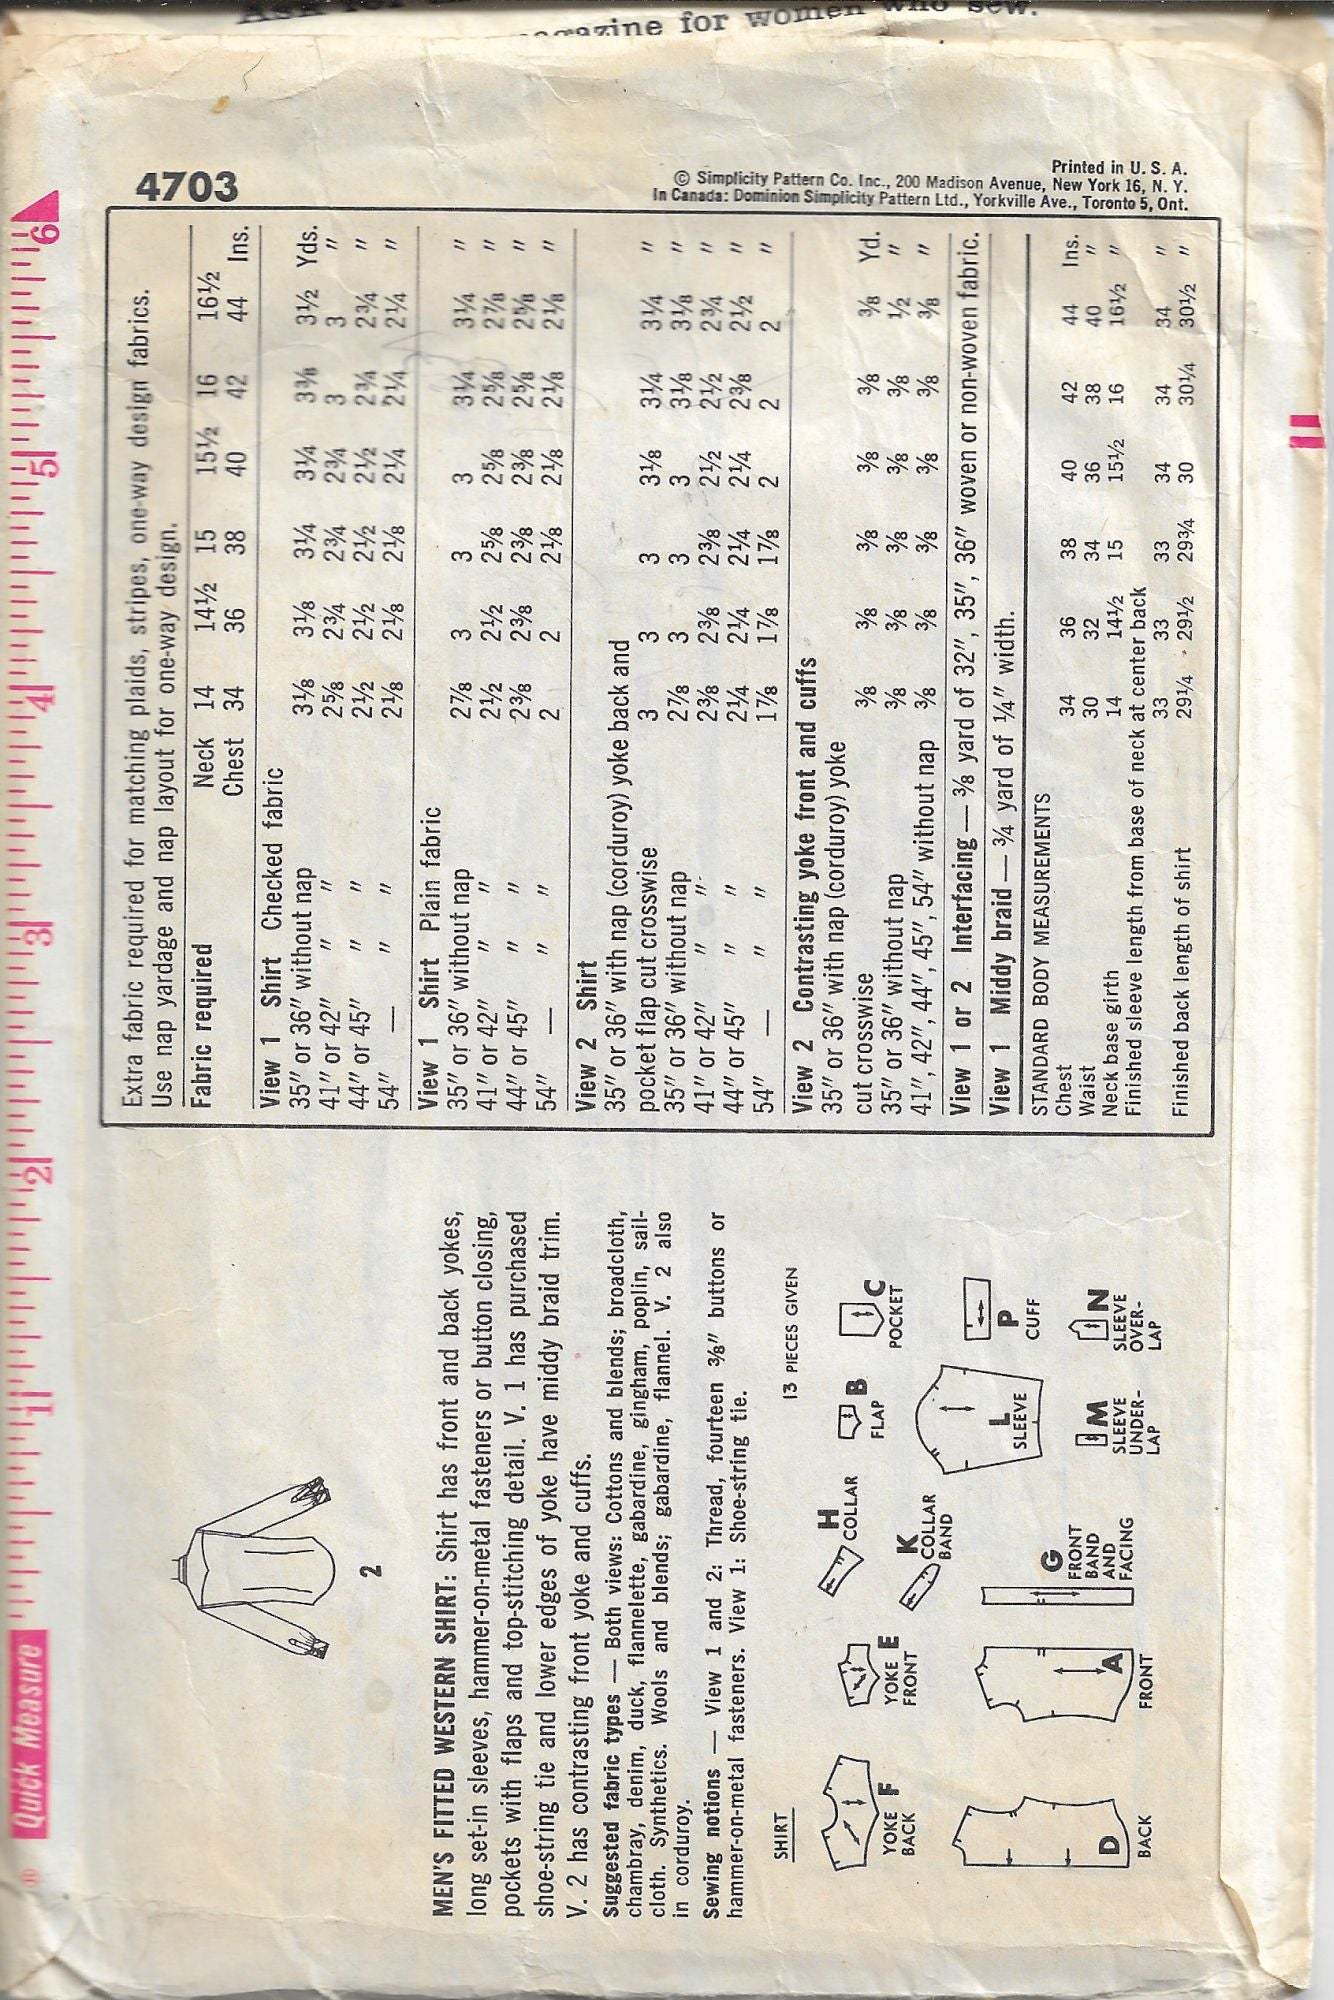 magazine for women who sew.
Quick Measure
1
2
3
4
5
6
4703
Printed in U. S. A.
© Simplicity Pattern Co. Inc., 200 Madison Avenue, New York 16, N. Y.
In Canada: Dominion Simplicity Pattern Ltd., Yorkville Ave., Toronto 5, Ont.
2
MEN'S FITTED WESTERN SHIRT: Shirt has front and back yokes,
long set-in sleeves, hammer-on-metal fasteners or button closing,
pockets with flaps and top-stitching detail. V. 1 has purchased
shoe-string tie and lower edges of yoke have middy braid trim.
V. 2 has contrasting front yoke and cuffs.
Suggested fabric types — Both views: Cottons and blends; broadcloth,
chambray, denim, duck, flannelette, gabardine, gingham, poplin, sail-
cloth. Synthetics. Wools and blends; gabardine, flannel. V. 2 also
in corduroy.
Sewing notions — View 1 and 2: Thread, fourteen 3/8" buttons or
hammer-on-metal fasteners. View 1: Shoe-string tie.
SHIRT
13 PIECES GIVEN
F
YOKE
BACK
E
YOKE
FRONT
H
COLLAR
K
COLLAR
BAND
B
FLAP
C
POCKET
D
BACK
A
FRONT
G
FRONT
BAND
AND
FACING
L
SLEEVE
P
CUFF
M
SLEEVE
UNDER-
LAP
N
SLEEVE
OVER-
LAP
Extra fabric required for matching plaids, stripes, one-way design fabrics.
Use nap yardage and nap layout for one-way design.
Fabric required Neck 14 14½ 15 15½ 16 16½
Chest 34 36 38 40 42 44 Ins.
View 1 Shirt Checked fabric
35" or 36" without nap 3⅛ 3⅛ 3¼ 3¼ 3⅜ 3½ Yds.
41" or 42" " " 2⅝ 2¾ 2¾ 2¾ 3 3 "
44" or 45" " " 2½ 2½ 2½ 2½ 2¾ 2¾ "
54" — " " 2⅛ 2⅛ 2⅛ 2¼ 2¼ 2¼ "
View 1 Shirt Plain fabric
35" or 36" without nap 2⅞ 3 3 3 3¼ 3¼ "
41" or 42" " " 2½ 2½ 2⅝ 2⅝ 2⅝ 2⅞ "
44" or 45" " " 2⅜ 2⅜ 2⅜ 2⅜ 2⅝ 2⅝ "
54" — " " 2 2 2⅛ 2⅛ 2⅛ 2⅛ "
View 2 Shirt
35" or 36" with nap (corduroy) yoke back and
pocket flap cut crosswise 3 3 3 3⅛ 3¼ 3¼ "
35" or 36" without nap 2⅞ 3 3 3 3⅛ 3⅛ "
41" or 42" " " 2⅜ 2⅜ 2⅜ 2½ 2½ 2¾ "
44" or 45" " " 2¼ 2¼ 2¼ 2¼ 2⅜ 2½ "
54" — " " 1⅞ 1⅞ 1⅞ 2 2 2 "
View 2 Contrasting yoke front and cuffs
35" or 36" with nap (corduroy) yoke
cut crosswise ⅜ ⅜ ⅜ ⅜ ⅜ ⅜ Yd.
35" or 36" without nap ⅜ ⅜ ⅜ ⅜ ⅜ ½ "
41", 42", 44", 45", 54" without nap ⅜ ⅜ ⅜ ⅜ ⅜ ⅜ "
View 1 or 2 Interfacing — ⅜ yard of 32", 35", 36" woven or non-woven fabric.
View 1 Middy braid — ¾ yard of ¼" width.
STANDARD BODY MEASUREMENTS
Chest 34 36 38 40 42 44 Ins.
Waist 30 32 34 36 38 40 "
Neck base girth 14 14½ 15 15½ 16 16½ "
Finished sleeve length from base of neck at center back
33 33 33 34 34 34 "
Finished back length of shirt 29¼ 29½ 29¾ 30 30¼ 30½ "